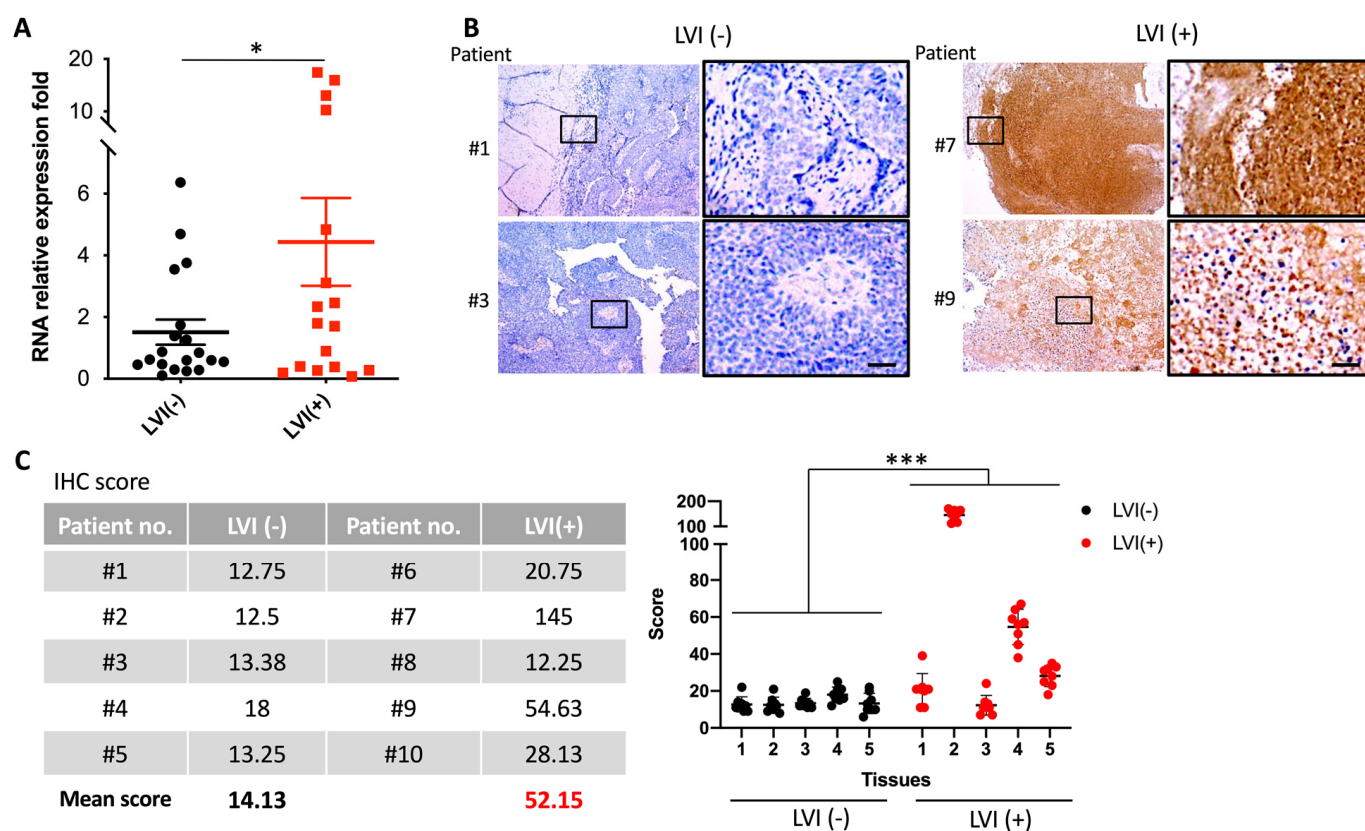 A
*
20
10
6
4
2
0
RNA relative expression fold
LVI(-)
LVI(+)
B
LVI (-)
LVI (+)
Patient
Patient
#1
#3
#7
#9
C
IHC score
Patient no. LVI (-) Patient no. LVI(+)
#1 12.75 #6 20.75
#2 12.5 #7 145
#3 13.38 #8 12.25
#4 18 #9 54.63
#5 13.25 #10 28.13
Mean score 14.13 52.15
***
200
100
100
80
60
40
20
0
Score
LVI(-)
LVI(+)
1 2 3 4 5 1 2 3 4 5
Tissues
LVI (-) LVI (+)